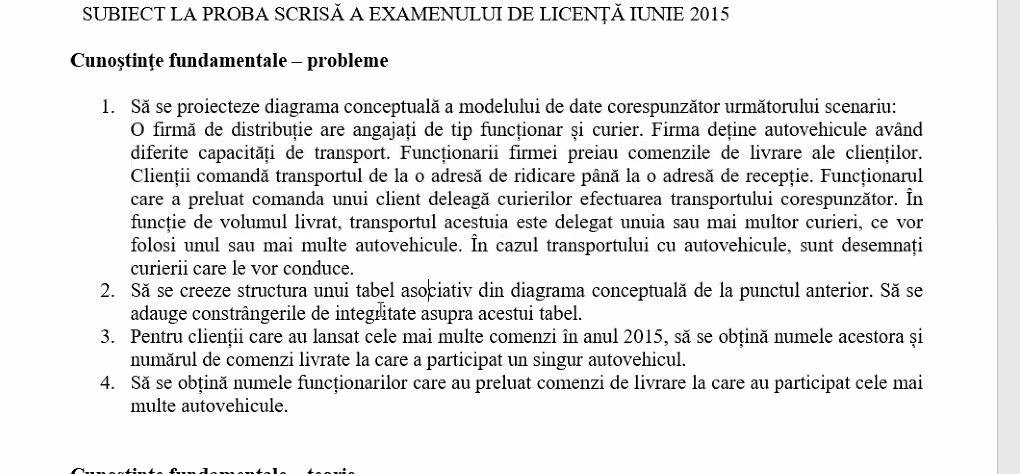 SUBIECT LA PROBA SCRISĂ A EXAMENULUI DE LICENŢĂ IUNIE 2015
Cunoştinţe fundamentale – probleme
1. Să se proiecteze diagrama conceptuală a modelului de date corespunzător următorului scenariu:
O firmă de distribuție are angajați de tip funcționar și curier. Firma deține autovehicule având
diferite capacități de transport. Funcționarii firmei preiau comenzile de livrare ale clienților.
Clienții comandă transportul de la o adresă de ridicare până la o adresă de recepție. Funcționarul
care a preluat comanda unui client deleagă curierilor efectuarea transportului corespunzător. În
funcție de volumul livrat, transportul acestuia este delegat unuia sau mai multor curieri, ce vor
folosi unul sau mai multe autovehicule. În cazul transportului cu autovehicule, sunt desemnați
curierii care le vor conduce.
2. Să se creeze structura unui tabel asociativ din diagrama conceptuală de la punctul anterior. Să se
adauge constrângerile de integritate asupra acestui tabel.
3. Pentru clienții care au lansat cele mai multe comenzi în anul 2015, să se obțină numele acestora și
numărul de comenzi livrate la care a participat un singur autovehicul.
4. Să se obțină numele funcționarilor care au preluat comenzi de livrare la care au participat cele mai
multe autovehicule.
Cunoştinţe fundamentale – teorie